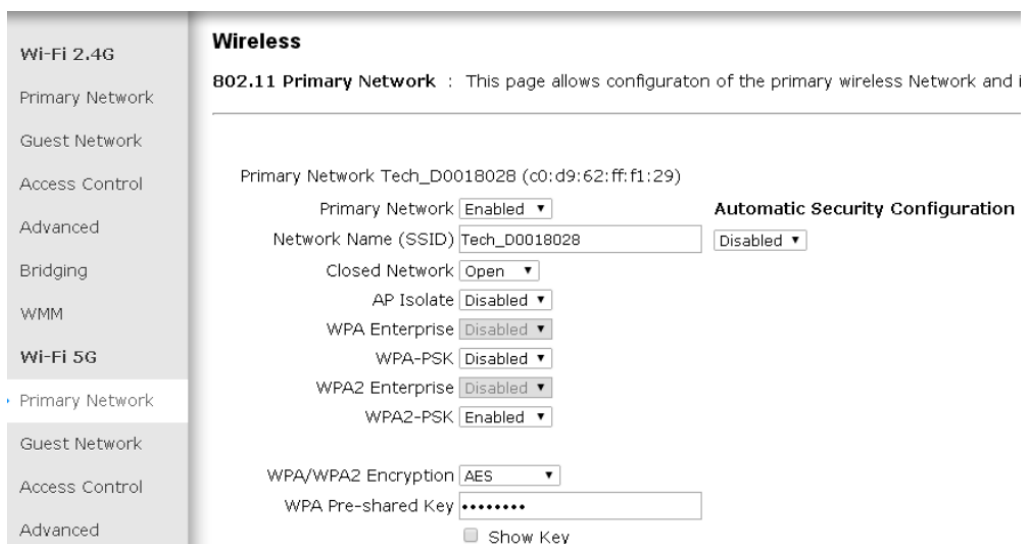 Wi-Fi 2.4G
Primary Network
Guest Network
Access Control
Advanced
Bridging
WMM
Wi-Fi 5G
Primary Network
Guest Network
Access Control
Advanced
Wireless
802.11 Primary Network : This page allows configuraton of the primary wireless Network and
Primary Network Tech_D0018028 (c0:d9:62:ff:f1:29)
Primary Network Enabled
Network Name (SSID) Tech_D0018028
Closed Network Open
AP Isolate Disabled
WPA Enterprise Disabled
WPA-PSK Disabled
WPA2 Enterprise Disabled
WPA2-PSK Enabled
WPA/WPA2 Encryption AES
WPA Pre-shared Key ••••••••
Show Key
Automatic Security Configuration
Disabled